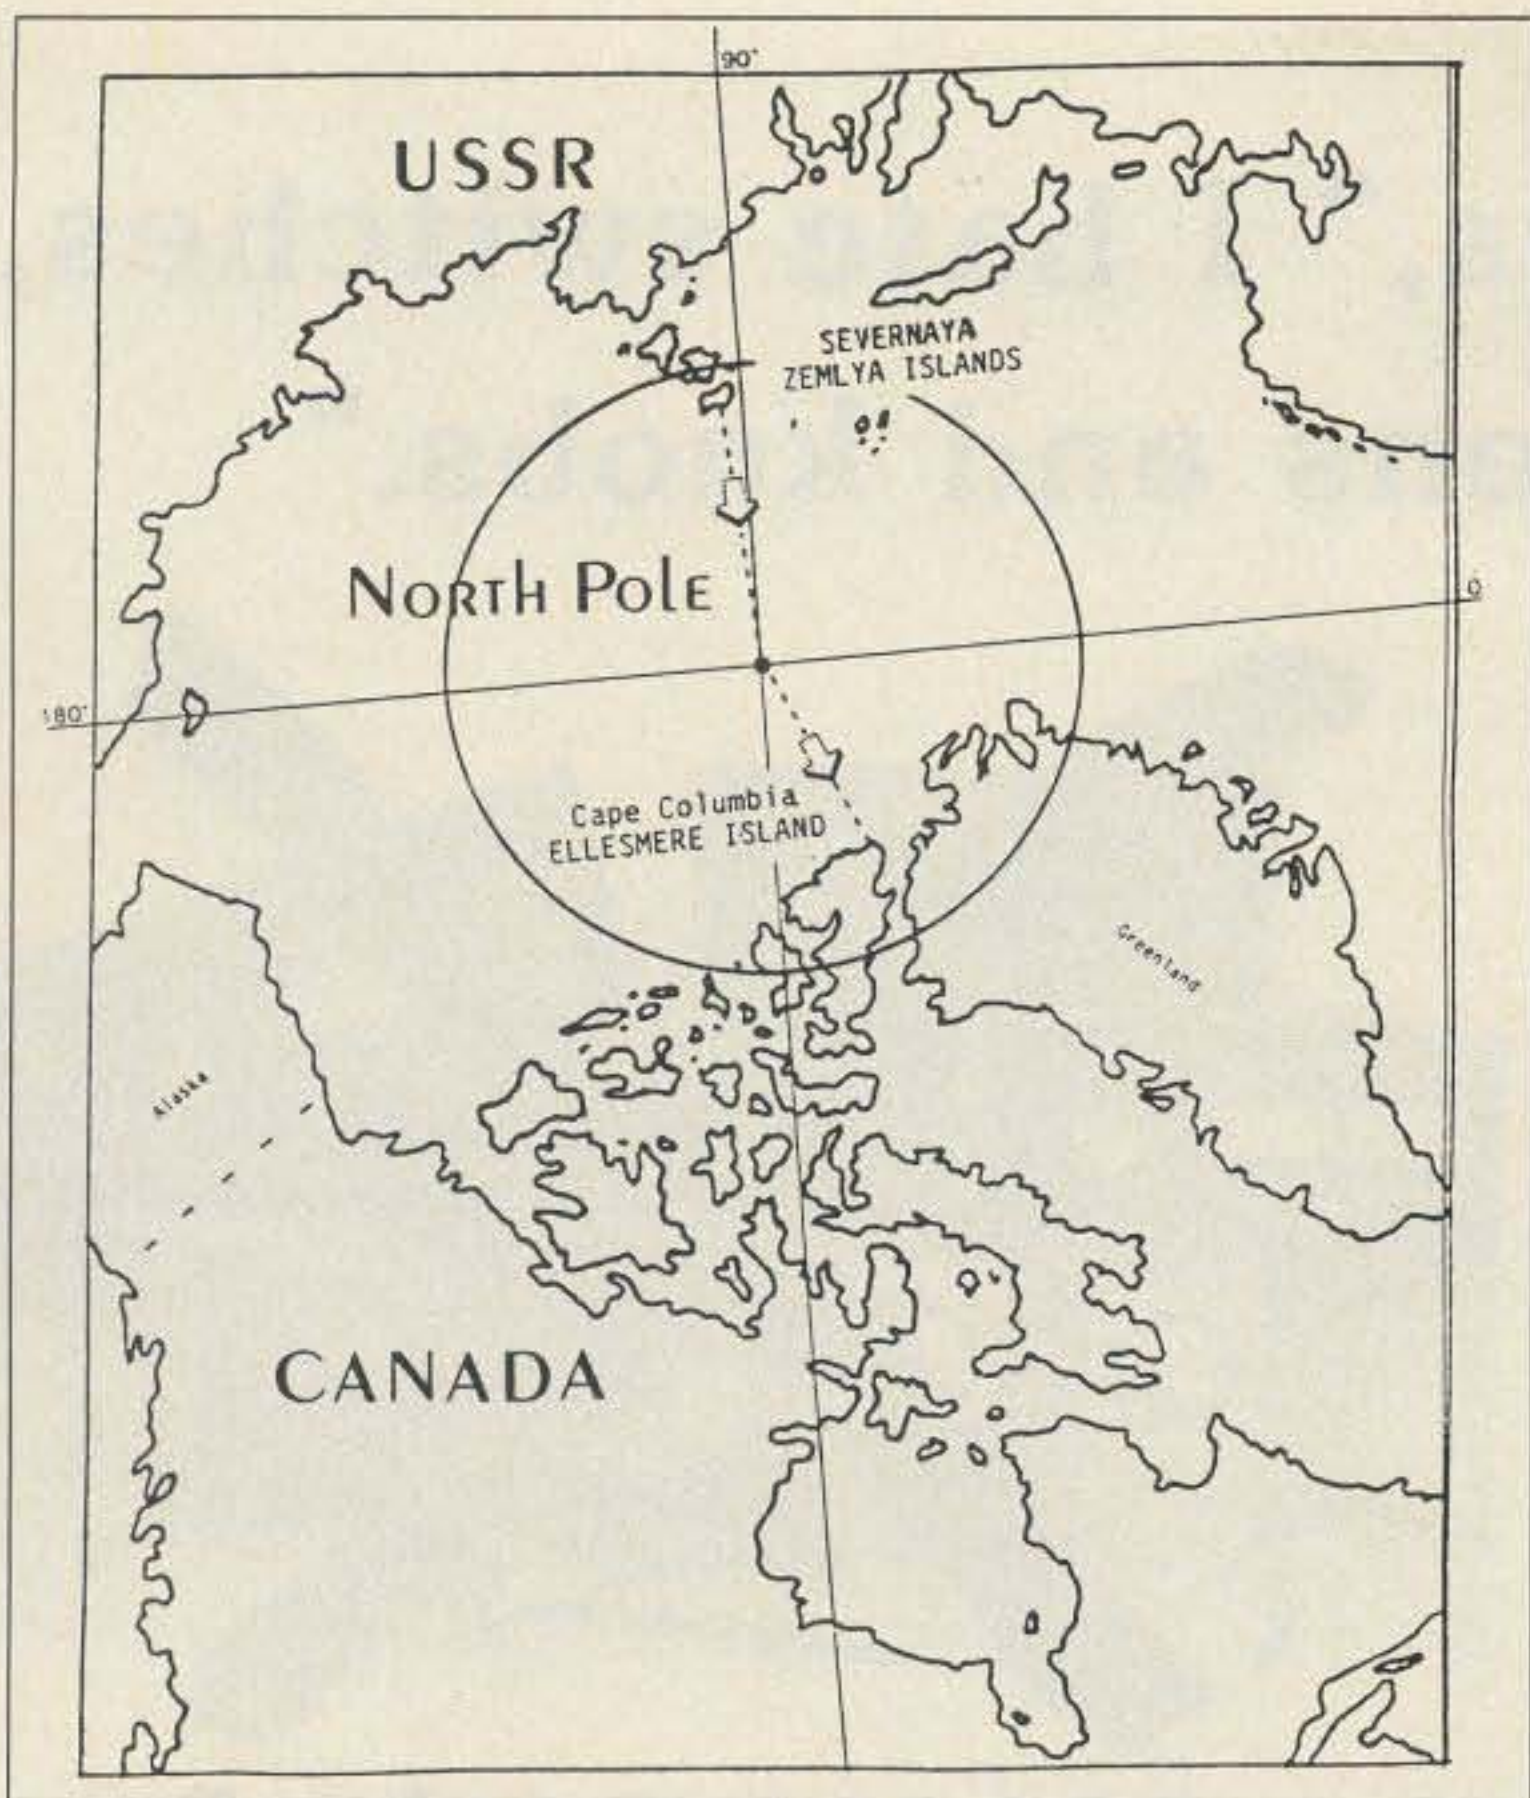 90°
USSR
SEVERNAYA
ZEMLYA ISLANDS
North Pole
0
180°
Cape Columbia
ELLESMERE ISLAND
Greenland
Alaska
CANADA